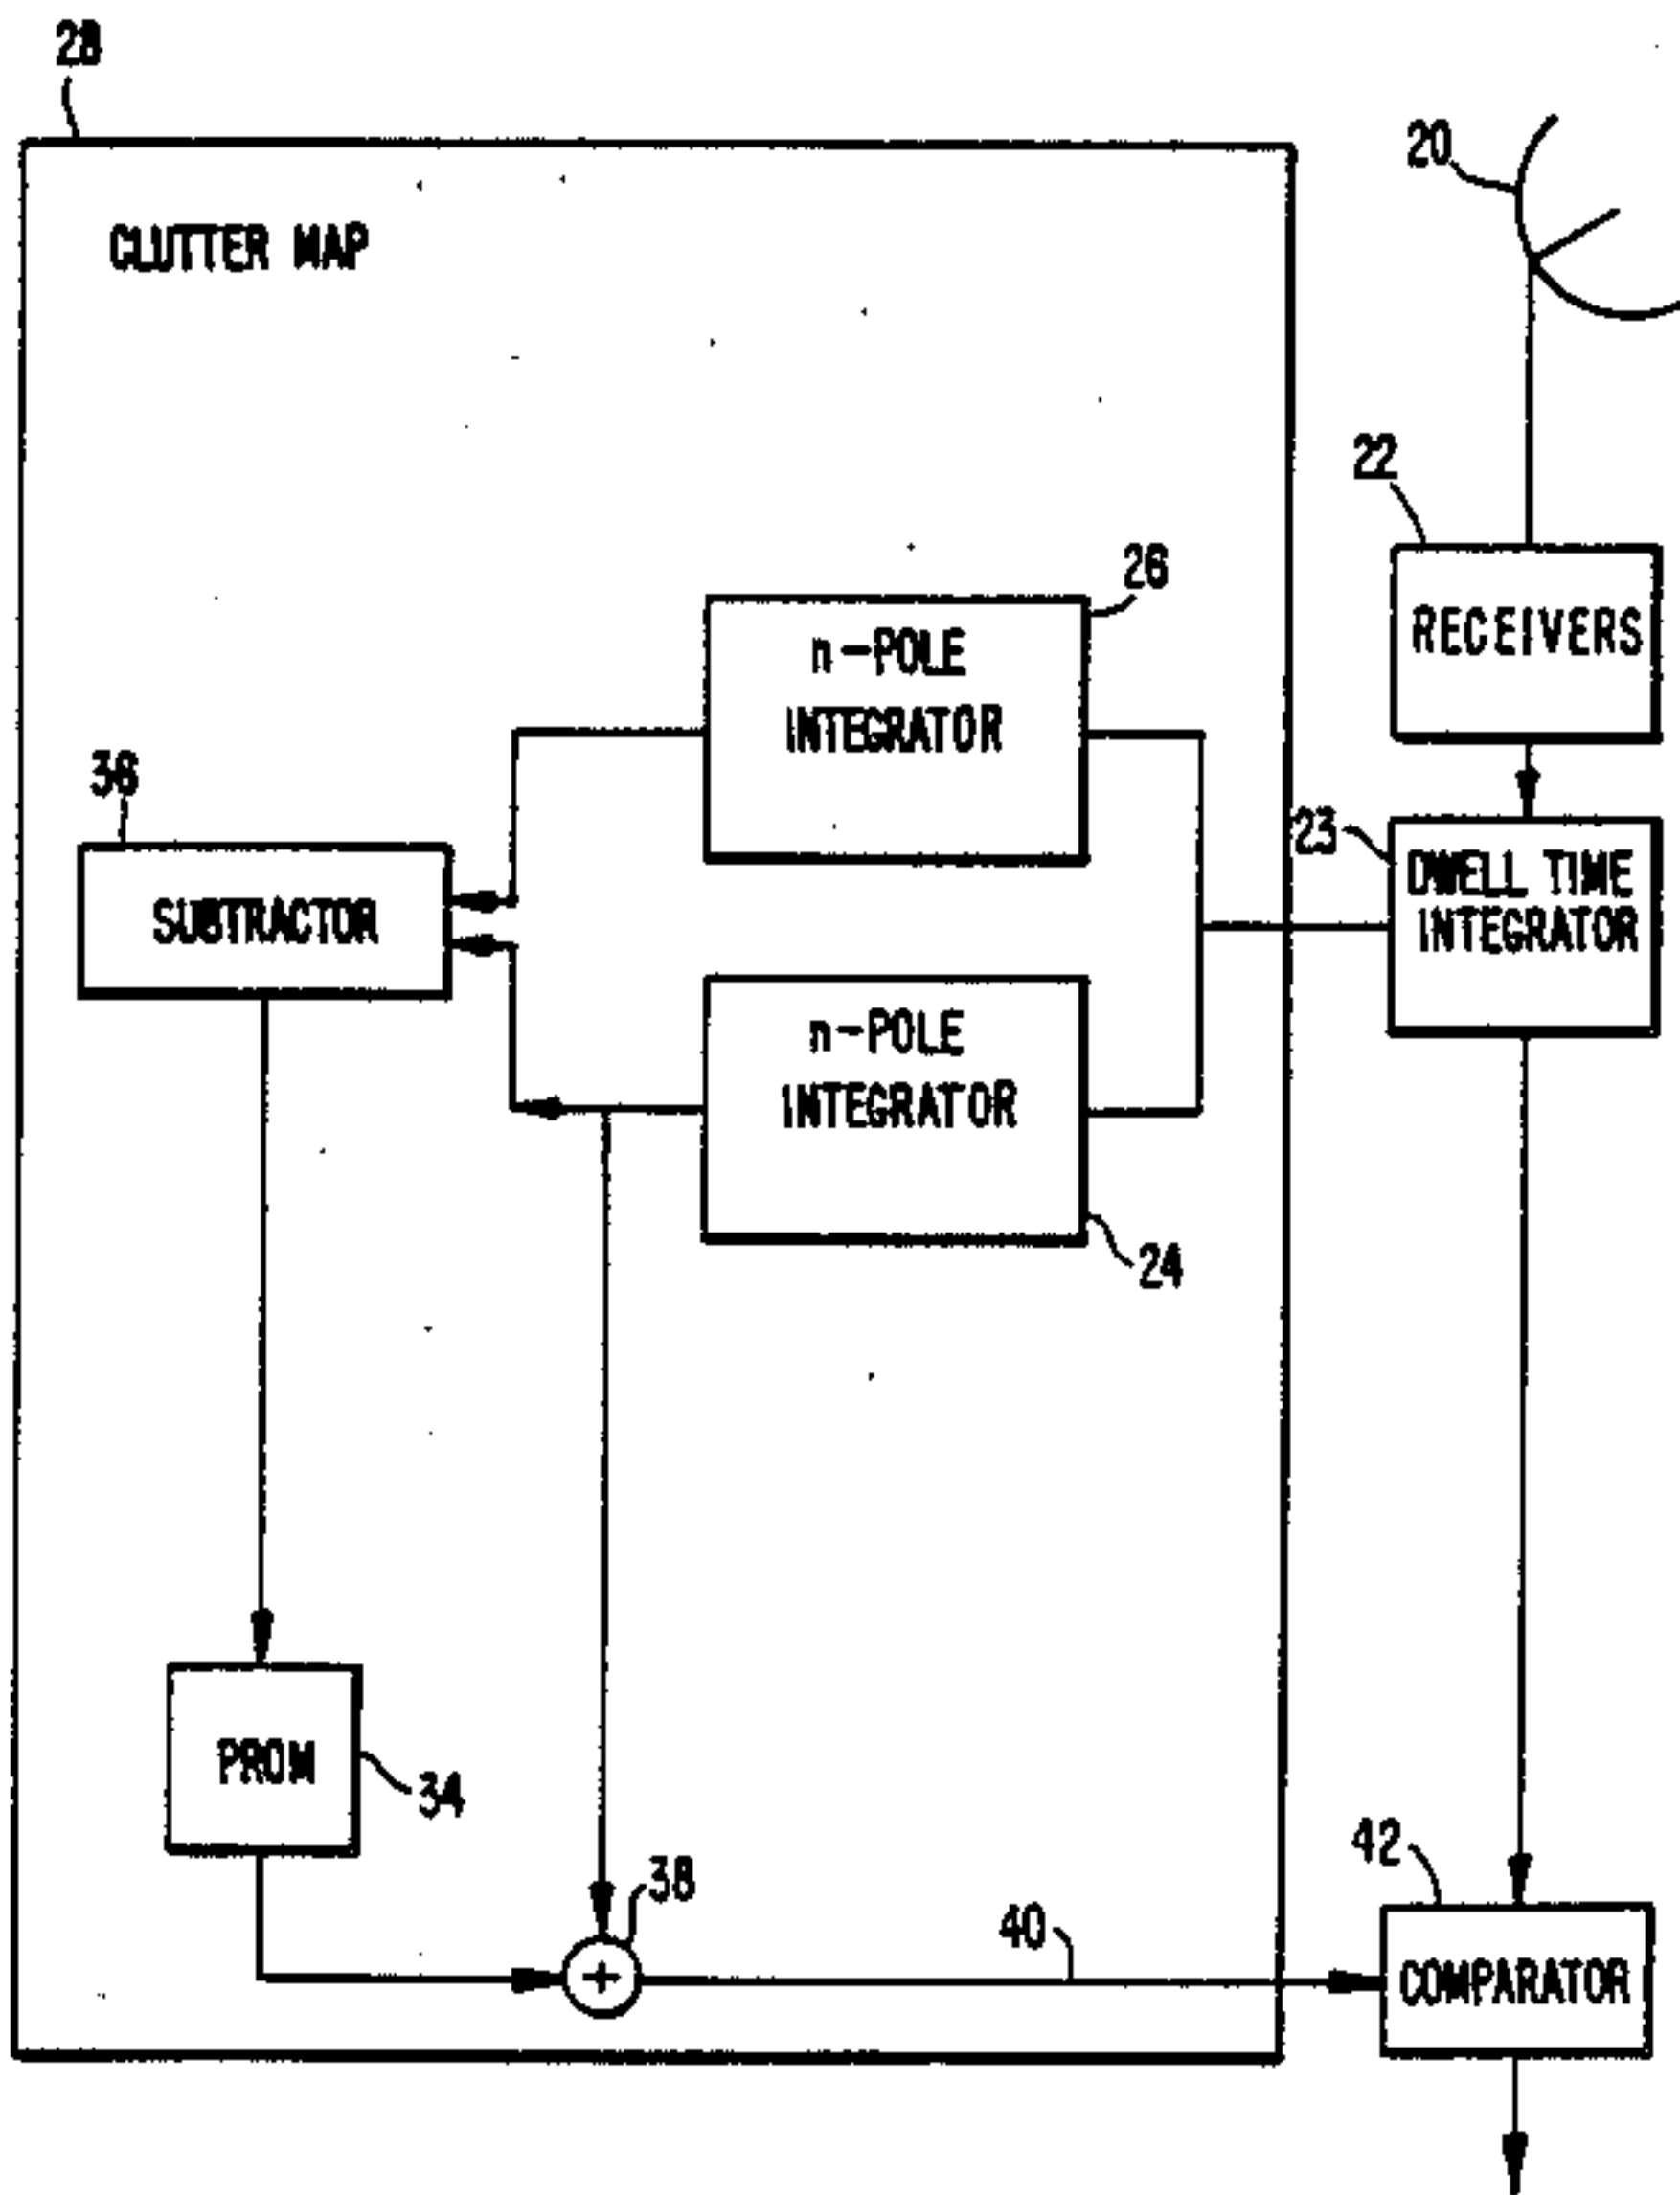 28
20
CLUTTER MAP
22
RECEIVERS
26
n-POLE
INTEGRATOR
36
SUBTRACTOR
23
DWELL TIME
INTEGRATOR
n-POLE
INTEGRATOR
24
PROM
34
38
+
40
42
COMPARATOR